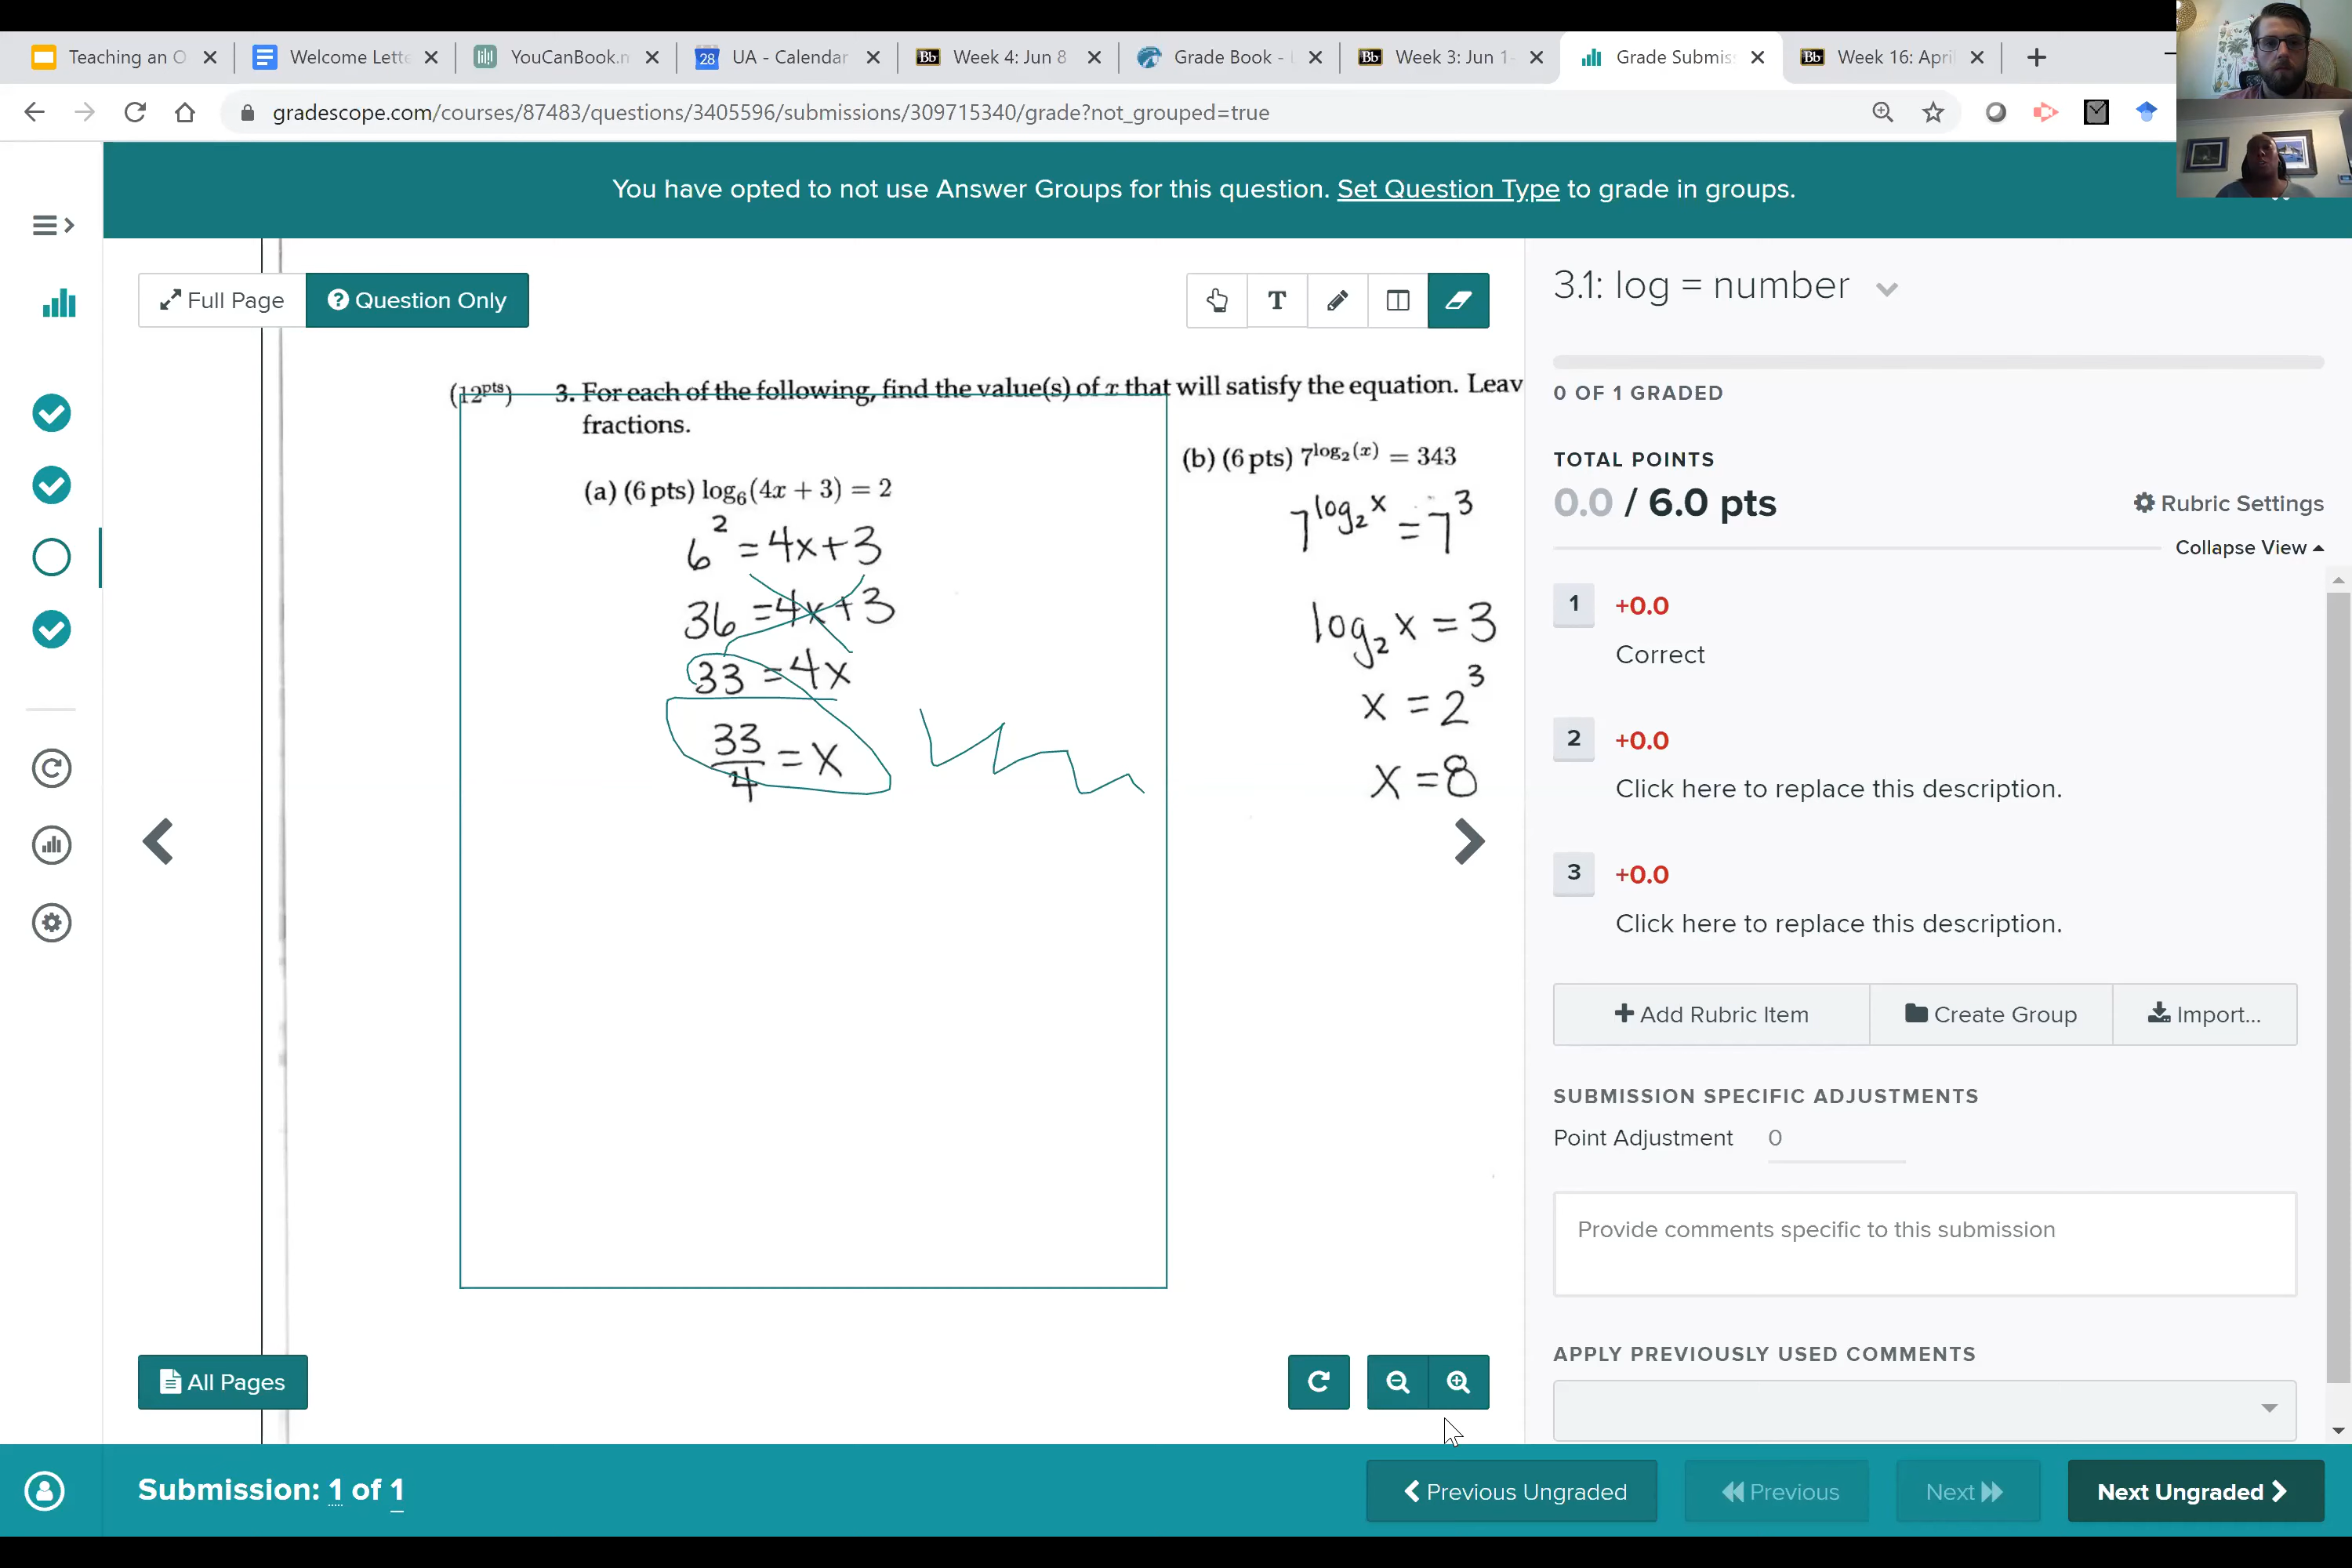 Teaching an O
Welcome Lette
YouCanBook.n
28 UA - Calendar
Bb Week 4: Jun 8
Grade Book - 
Bb Week 3: Jun 1-
Grade Submis
Bb Week 16: Apri
gradescope.com/courses/87483/questions/3405596/submissions/309715340/grade?not_grouped=true
You have opted to not use Answer Groups for this question. Set Question Type to grade in groups.
Full Page
Question Only
T
(12pts) 3. For each of the following, find the value(s) of x that will satisfy the equation. Leav
fractions.
(a) (6 pts) log₆(4x + 3) = 2
6² = 4x+3
36 = 4x+3
33 = 4x
33/4 = x
(b) (6 pts) 7^log₂(x) = 343
7^log₂x = 7³
log₂x = 3
x = 2³
x = 8
All Pages
3.1: log = number
0 OF 1 GRADED
TOTAL POINTS
0.0 / 6.0 pts
Rubric Settings
Collapse View
1 +0.0
Correct
2 +0.0
Click here to replace this description.
3 +0.0
Click here to replace this description.
Add Rubric Item
Create Group
Import...
SUBMISSION SPECIFIC ADJUSTMENTS
Point Adjustment 0
Provide comments specific to this submission
APPLY PREVIOUSLY USED COMMENTS
Submission: 1 of 1
Previous Ungraded
Previous
Next
Next Ungraded